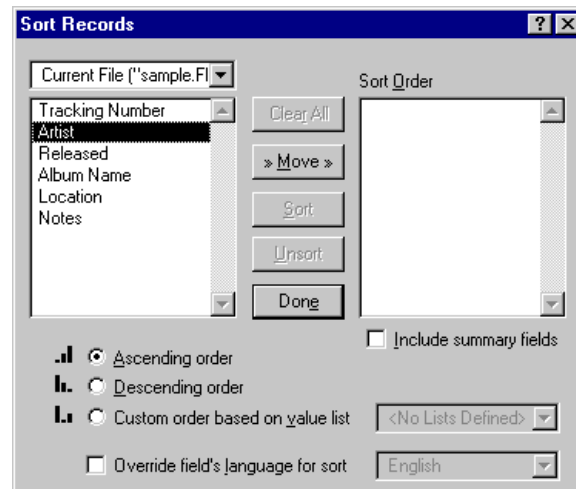 Sort Records
Current File ("sample.FI
Sort Order
Tracking Number
Artist
Released
Album Name
Location
Notes
Clear All
» Move »
Sort
Unsort
Done
Include summary fields
Ascending order
Descending order
Custom order based on value list
<No Lists Defined>
Override field's language for sort
English